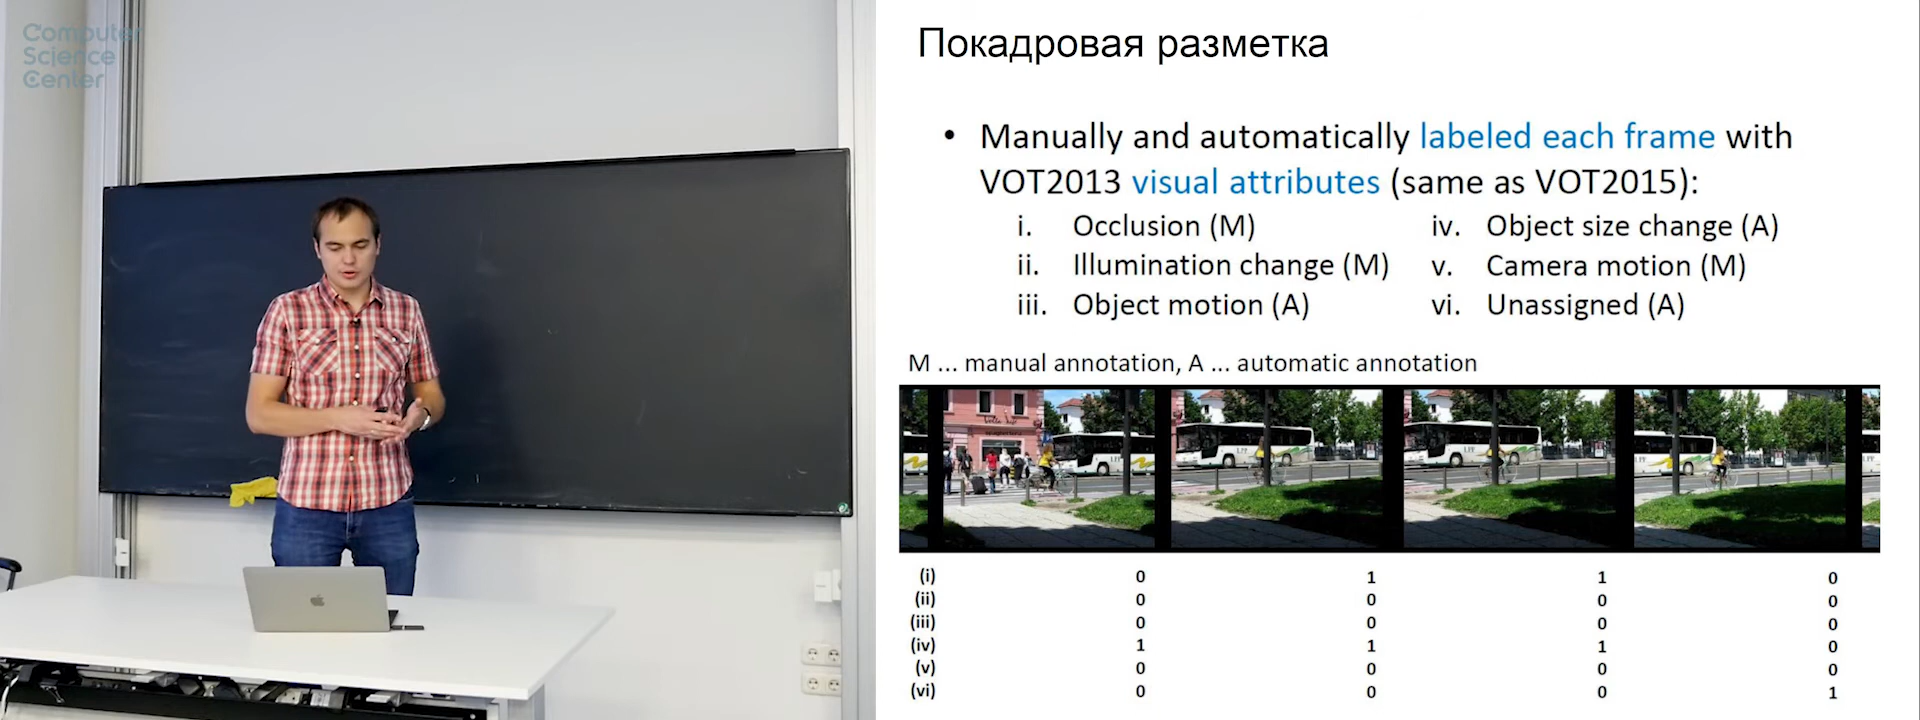 Computer
Science
Center
Покадровая разметка
• Manually and automatically labeled each frame with
VOT2013 visual attributes (same as VOT2015):
i. Occlusion (M)
ii. Illumination change (M)
iii. Object motion (A)
iv. Object size change (A)
v. Camera motion (M)
vi. Unassigned (A)
M ... manual annotation, A ... automatic annotation
LPP
(i) 0 1 1 0
(ii) 0 0 0 0
(iii) 0 0 0 0
(iv) 1 1 1 0
(v) 0 0 0 0
(vi) 0 0 0 1